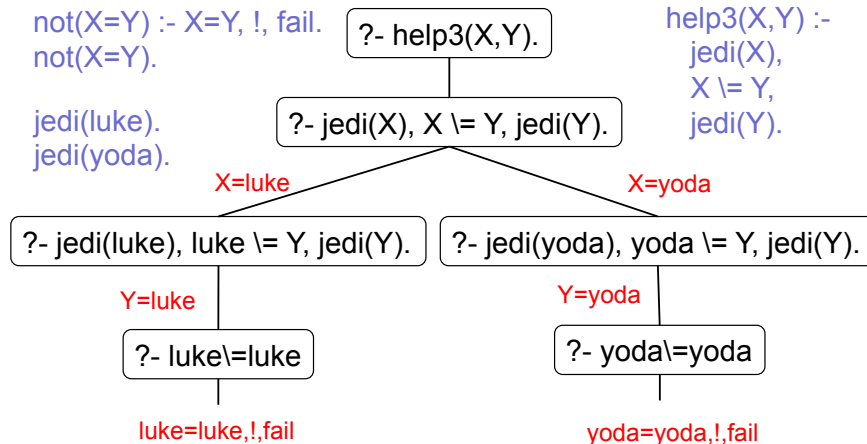 not(X=Y) :- X=Y, !, fail.
not(X=Y).
jedi(luke).
jedi(yoda).
?- help3(X,Y).
help3(X,Y) :-
jedi(X),
X \= Y,
jedi(Y).
?- jedi(X), X \= Y, jedi(Y).
X=luke
X=yoda
?- jedi(luke), luke \= Y, jedi(Y).
?- jedi(yoda), yoda \= Y, jedi(Y).
Y=luke
Y=yoda
?- luke\=luke
?- yoda\=yoda
luke=luke,!,fail
yoda=yoda,!,fail